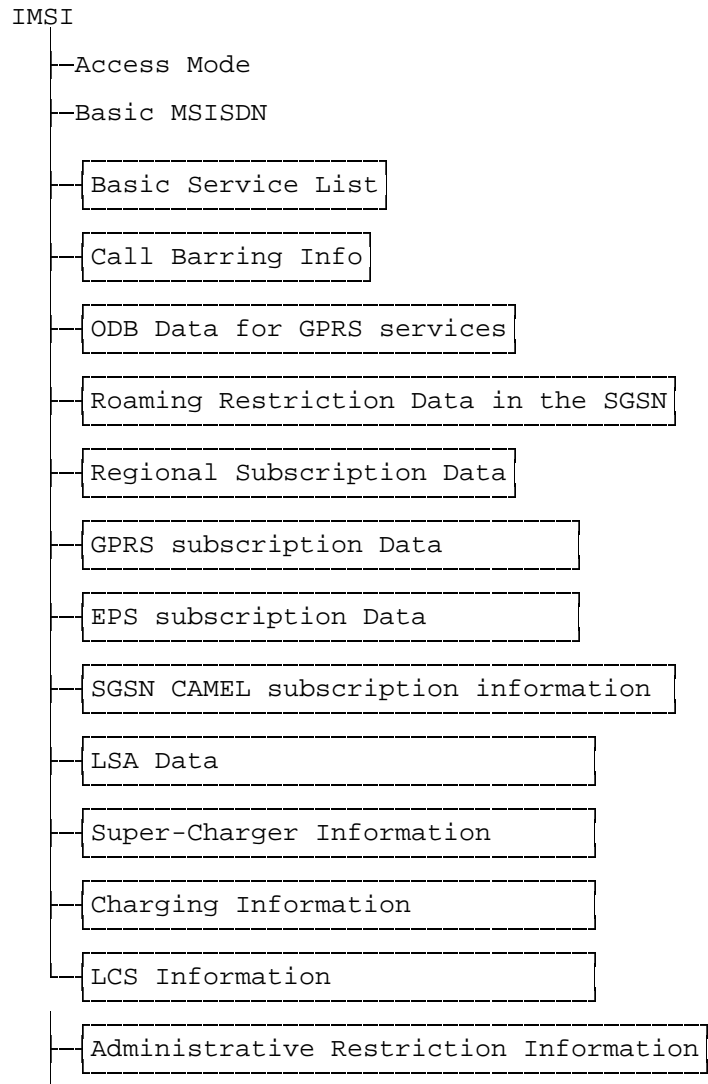 IMSI
Access Mode
Basic MSISDN
Basic Service List
Call Barring Info
ODB Data for GPRS services
Roaming Restriction Data in the SGSN
Regional Subscription Data
GPRS subscription Data
EPS subscription Data
SGSN CAMEL subscription information
LSA Data
Super-Charger Information
Charging Information
LCS Information
Administrative Restriction Information